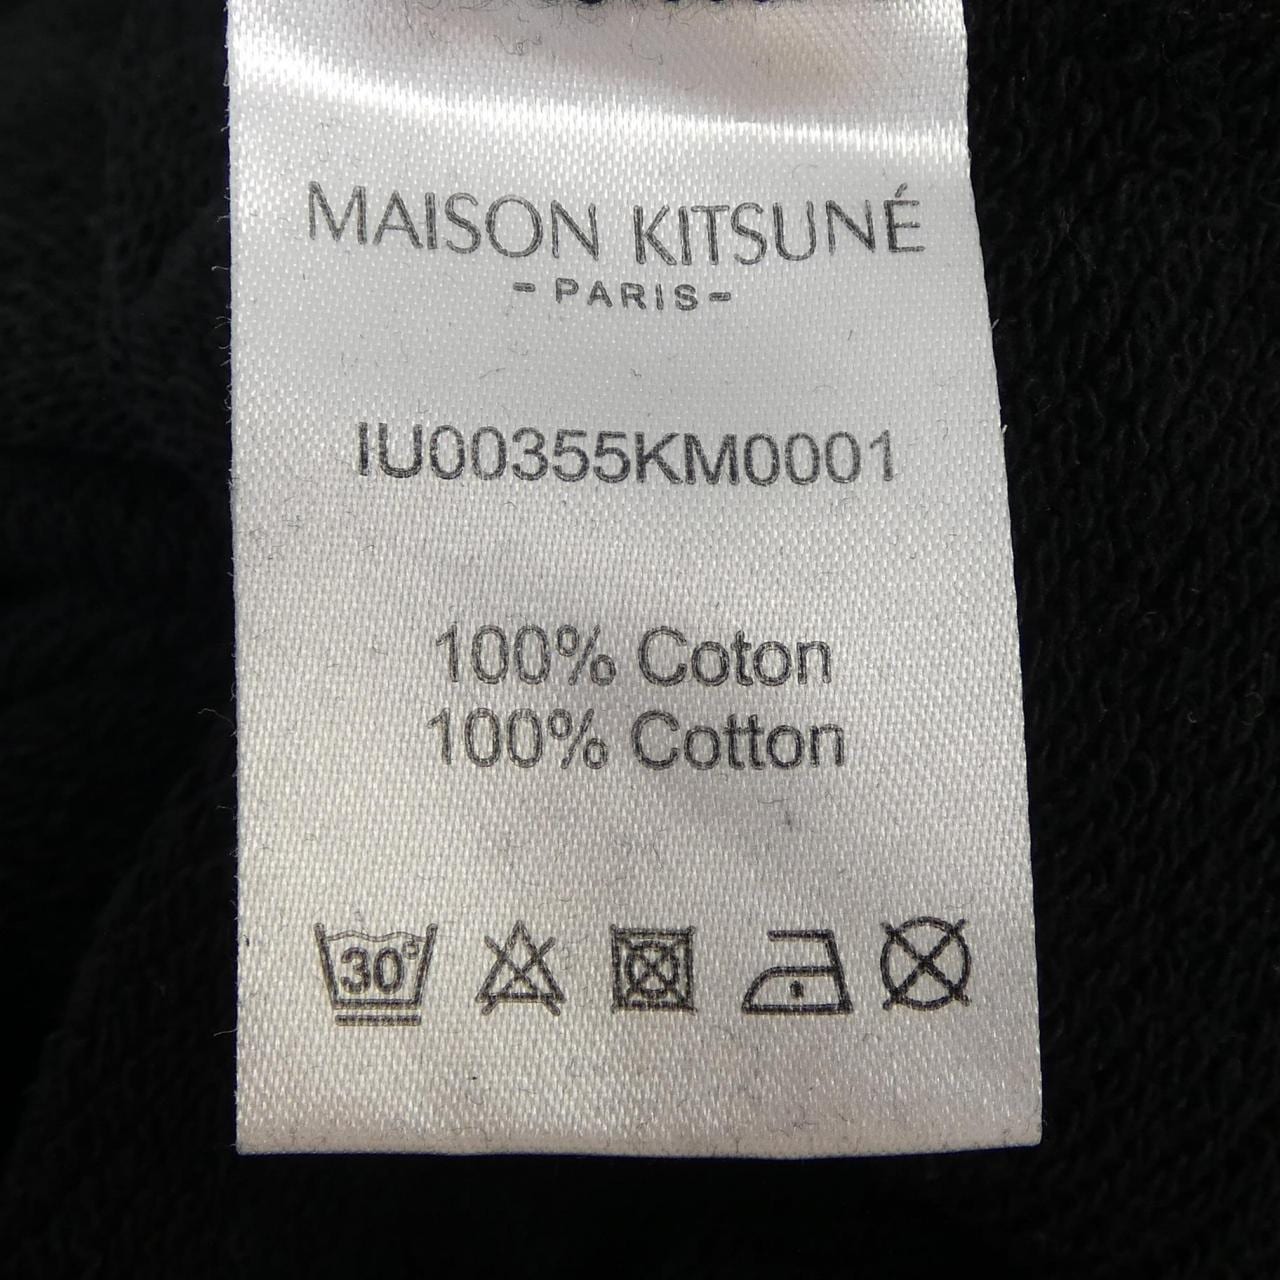 MAISON KITSUNÉ
-PARIS-
IU00355KM0001
100% Coton
100% Cotton
30°